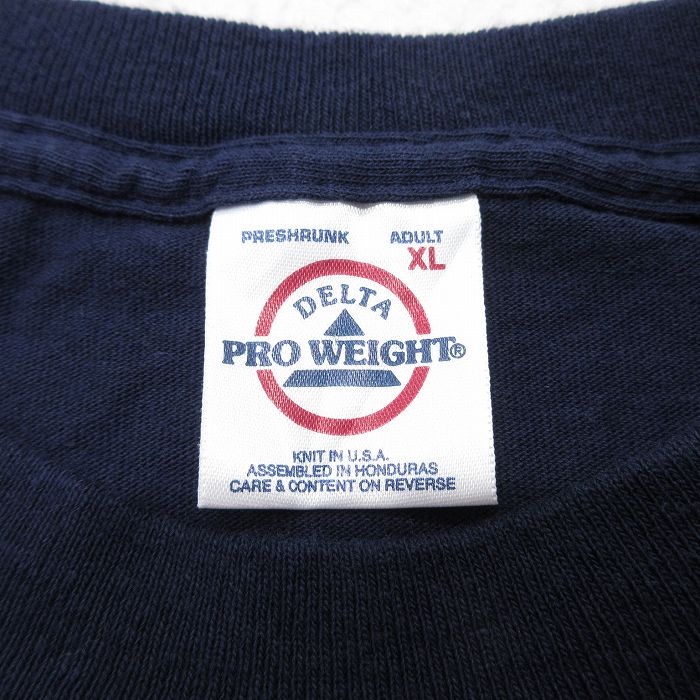 PRESHRUNK ADULT
XL
DELTA
PRO WEIGHT®
KNIT IN U.S.A.
ASSEMBLED IN HONDURAS
CARE & CONTENT ON REVERSE